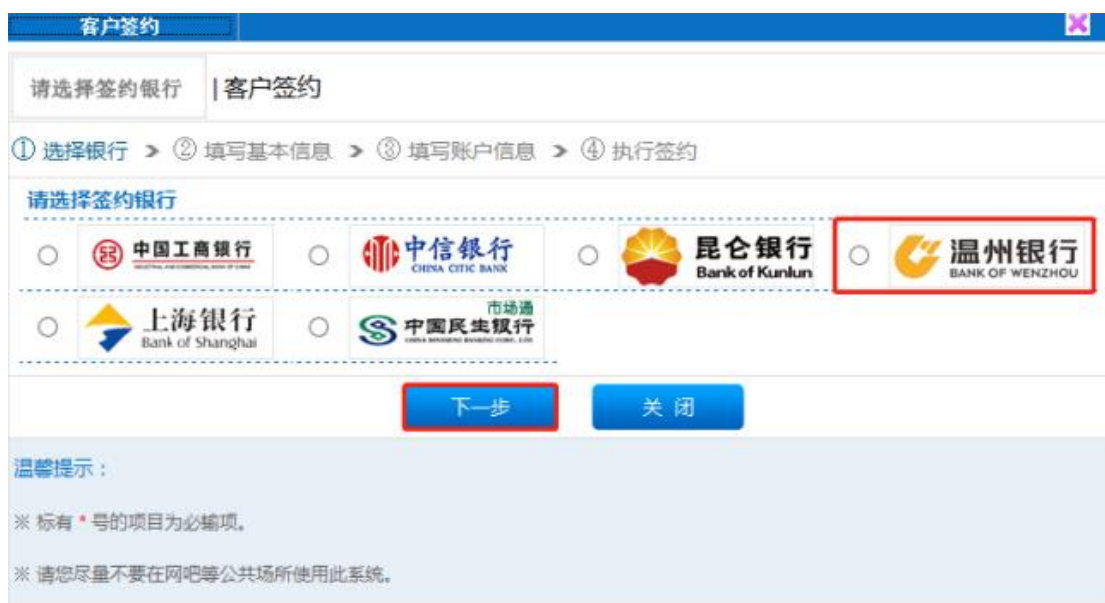 客户签约
请选择签约银行 | 客户签约
① 选择银行 > ② 填写基本信息 > ③ 填写账户信息 > ④ 执行签约
请选择签约银行
中国工商银行
中信银行
CHINA CITIC BANK
昆仑银行
Bank of Kunlun
温州银行
BANK OF WENZHOU
上海银行
Bank of Shanghai
市场通
中国民生银行
下一步 关 闭
温馨提示：
※ 标有 * 号的项目为必输项。
※ 请您尽量不要在网吧等公共场所使用此系统。